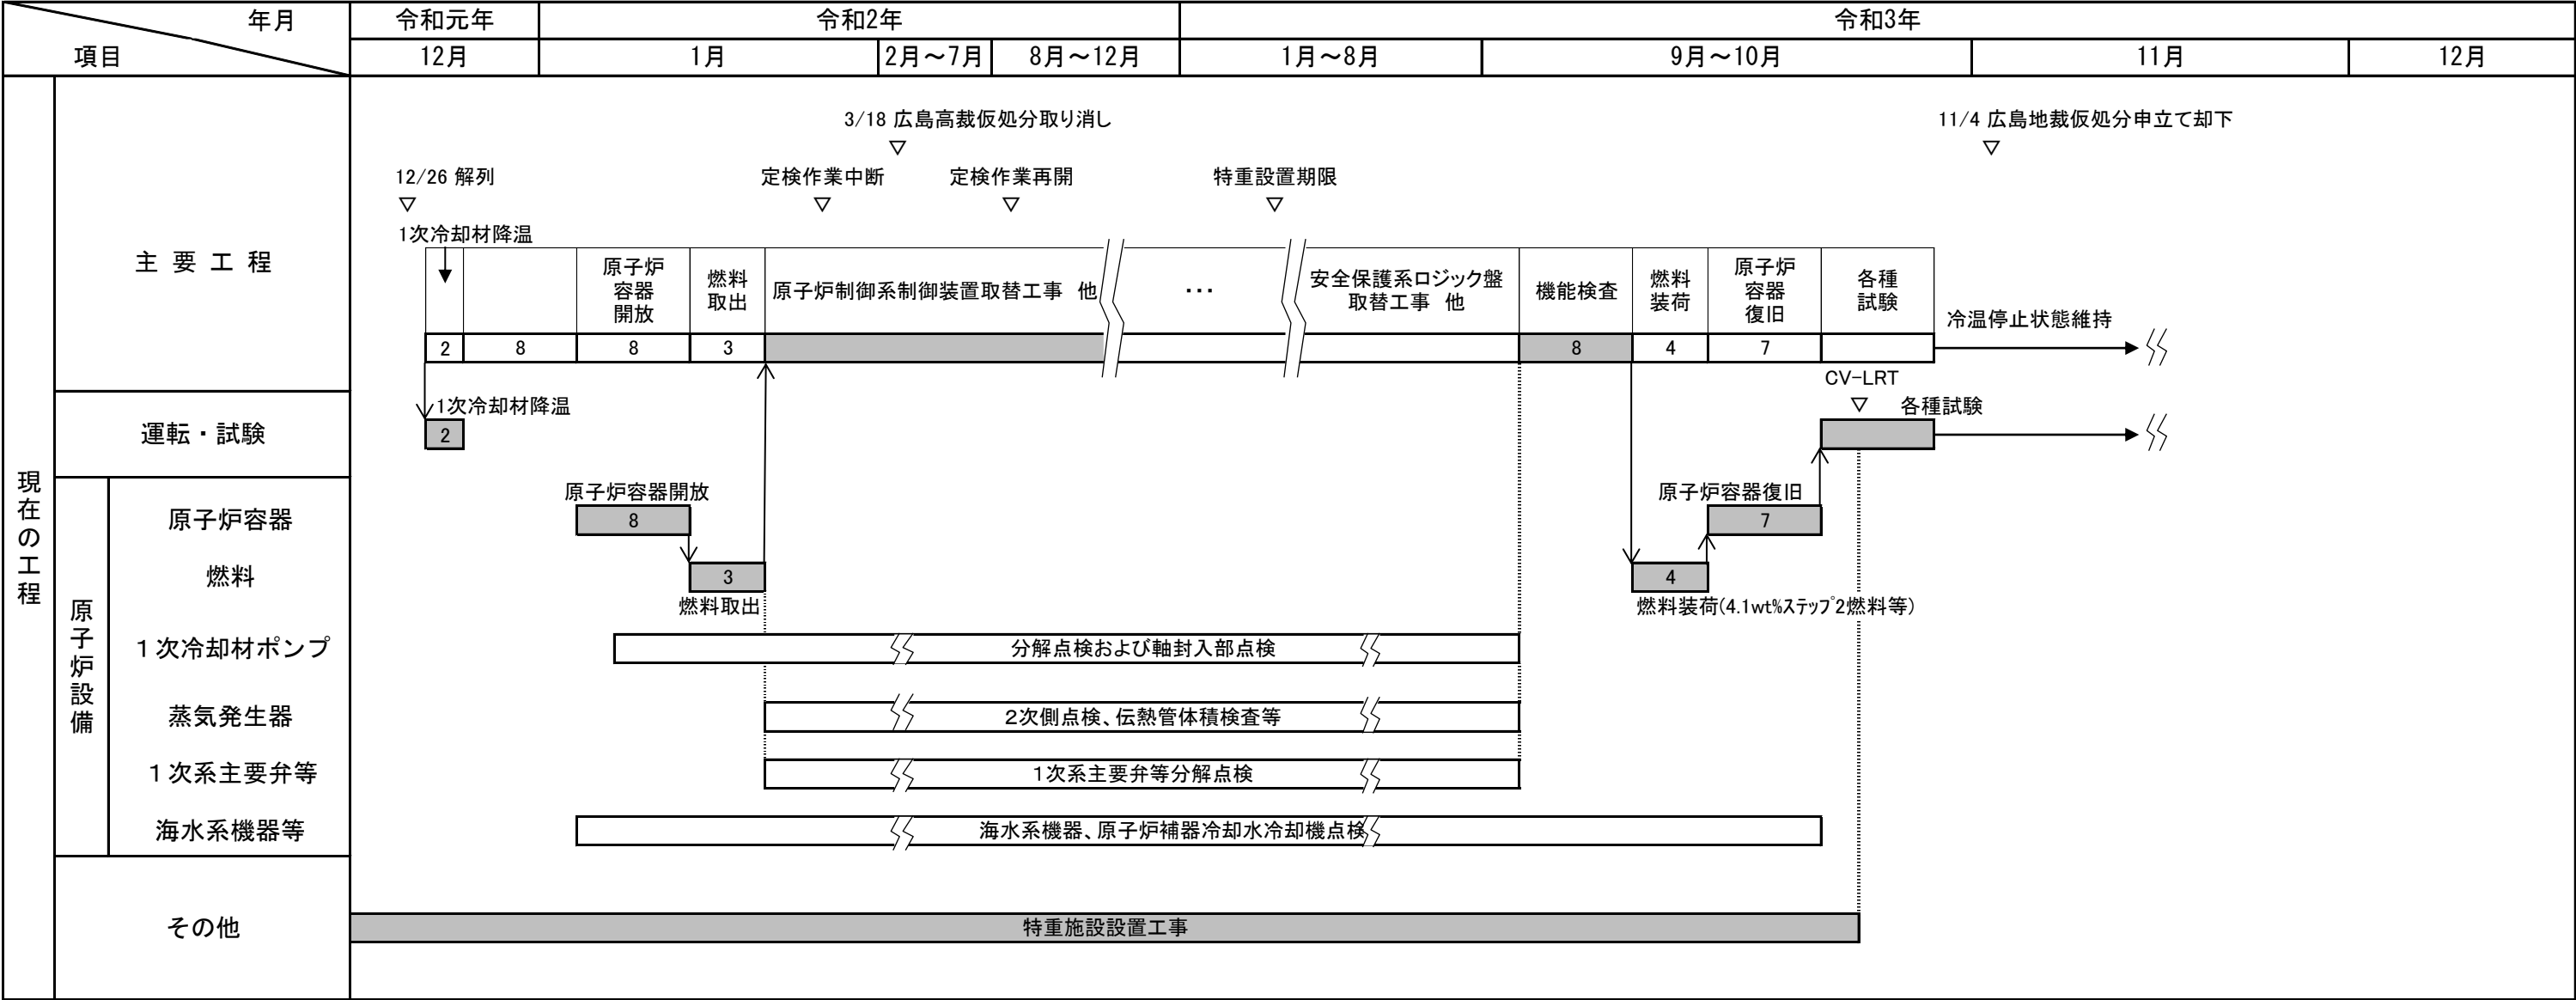 年月
項目
令和元年
令和2年
令和3年
12月
1月
2月～7月
8月～12月
1月～8月
9月～10月
11月
12月
3/18 広島高裁仮処分取り消し
▽
11/4 広島地裁仮処分申立て却下
▽
12/26 解列
▽
定検作業中断
▽
定検作業再開
▽
特重設置期限
▽
1次冷却材降温
現在の工程
主要工程
原子炉
容器
開放
燃料
取出
原子炉制御系制御装置取替工事 他
…
安全保護系ロジック盤
取替工事 他
機能検査
燃料
装荷
原子炉
容器
復旧
各種
試験
冷温停止状態維持
2
8
8
3
8
4
7
CV-LRT
▽
運転・試験
1次冷却材降温
2
各種試験
原子炉設備
原子炉容器
原子炉容器開放
8
原子炉容器復旧
7
燃料
3
燃料取出
4
燃料装荷(4.1wt%ｽﾃｯﾌﾟ2燃料等)
１次冷却材ポンプ
分解点検および軸封入部点検
蒸気発生器
２次側点検、伝熱管体積検査等
１次系主要弁等
１次系主要弁等分解点検
海水系機器等
海水系機器、原子炉補器冷却水冷却機点検
その他
特重施設設置工事